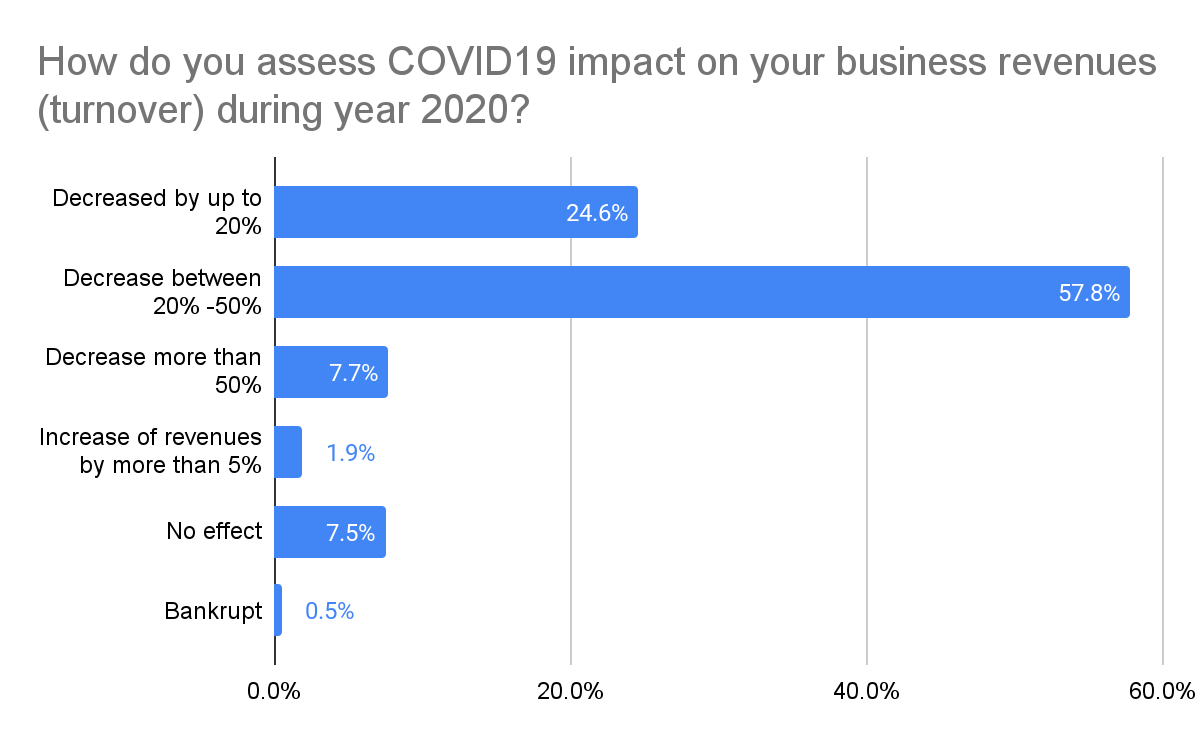 How do you assess COVID19 impact on your business revenues
(turnover) during year 2020?
Decreased by up to
20%
24.6%
Decrease between
20% -50%
57.8%
Decrease more than
50%
7.7%
Increase of revenues
by more than 5%
1.9%
No effect
7.5%
Bankrupt
0.5%
0.0%
20.0%
40.0%
60.0%